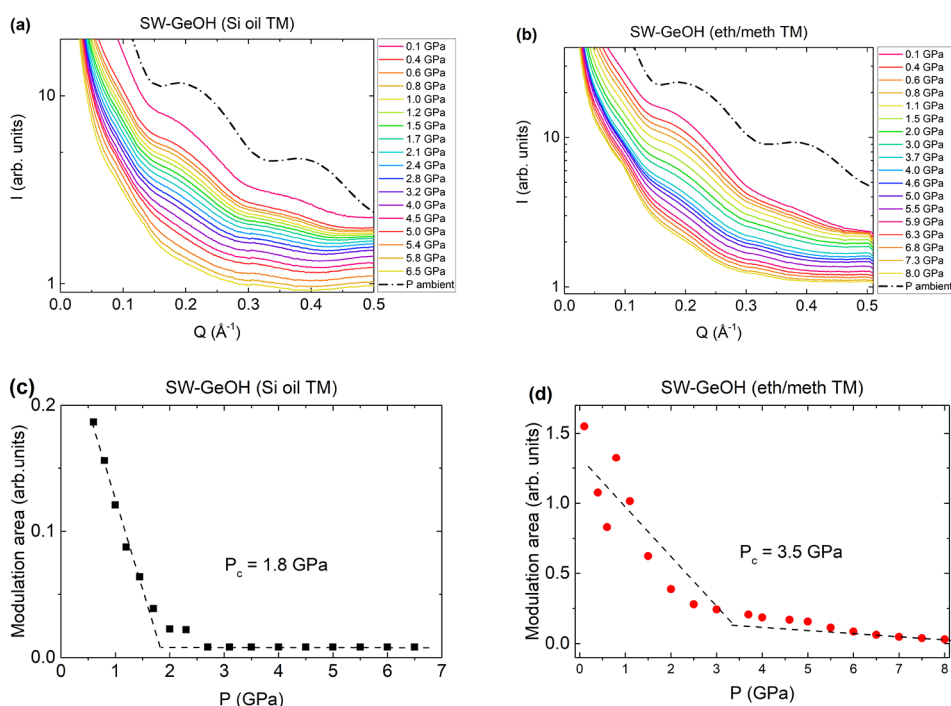 (a)
SW-GeOH (Si oil TM)
I (arb. units)
10
1
0.0 0.1 0.2 0.3 0.4 0.5
Q (Å⁻¹)
0.1 GPa
0.4 GPa
0.6 GPa
0.8 GPa
1.0 GPa
1.2 GPa
1.5 GPa
1.7 GPa
2.1 GPa
2.4 GPa
2.8 GPa
3.2 GPa
4.0 GPa
4.5 GPa
5.0 GPa
5.4 GPa
5.8 GPa
6.5 GPa
P ambient
(b)
SW-GeOH (eth/meth TM)
I (arb. units)
10
1
0.0 0.1 0.2 0.3 0.4 0.5
Q (Å⁻¹)
0.1 GPa
0.4 GPa
0.6 GPa
0.8 GPa
1.1 GPa
1.5 GPa
2.0 GPa
3.0 GPa
3.7 GPa
4.0 GPa
4.6 GPa
5.0 GPa
5.5 GPa
5.9 GPa
6.3 GPa
6.8 GPa
7.3 GPa
8.0 GPa
P ambient
(c)
SW-GeOH (Si oil TM)
Modulation area (arb.units)
0.2
0.1
0.0
P_c = 1.8 GPa
0 1 2 3 4 5 6 7
P (GPa)
(d)
SW-GeOH (eth/meth TM)
Modulation area (arb. units)
1.5
1.0
0.5
0.0
P_c = 3.5 GPa
0 1 2 3 4 5 6 7 8
P (GPa)